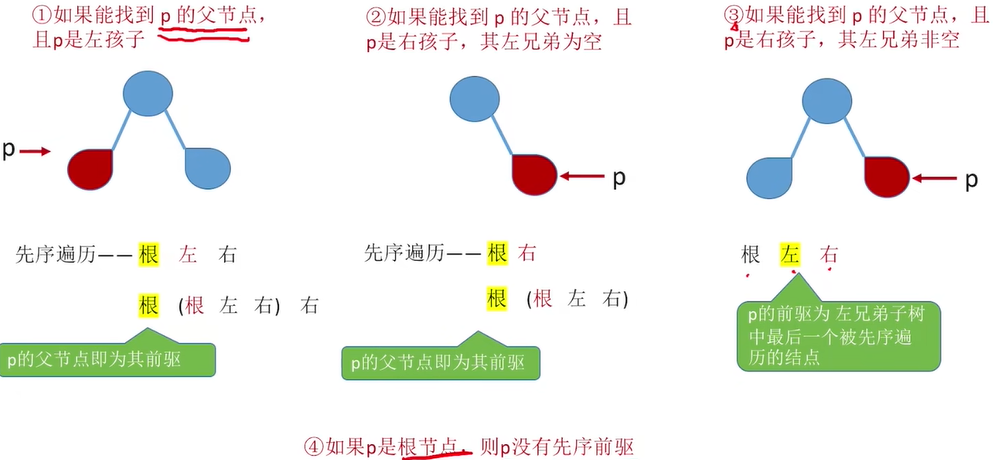 ①如果能找到 p 的父节点，
且p是左孩子
②如果能找到 p 的父节点，且
p是右孩子，其左兄弟为空
③如果能找到 p 的父节点，且
p是右孩子，其左兄弟非空
p
p
p
先序遍历——根 左 右
根 (根 左 右) 右
p的父节点即为其前驱
先序遍历——根 右
根 (根 左 右)
p的父节点即为其前驱
根 左 右
p的前驱为 左兄弟子树
中最后一个被先序遍
历的结点
④如果p是根节点，则p没有先序前驱